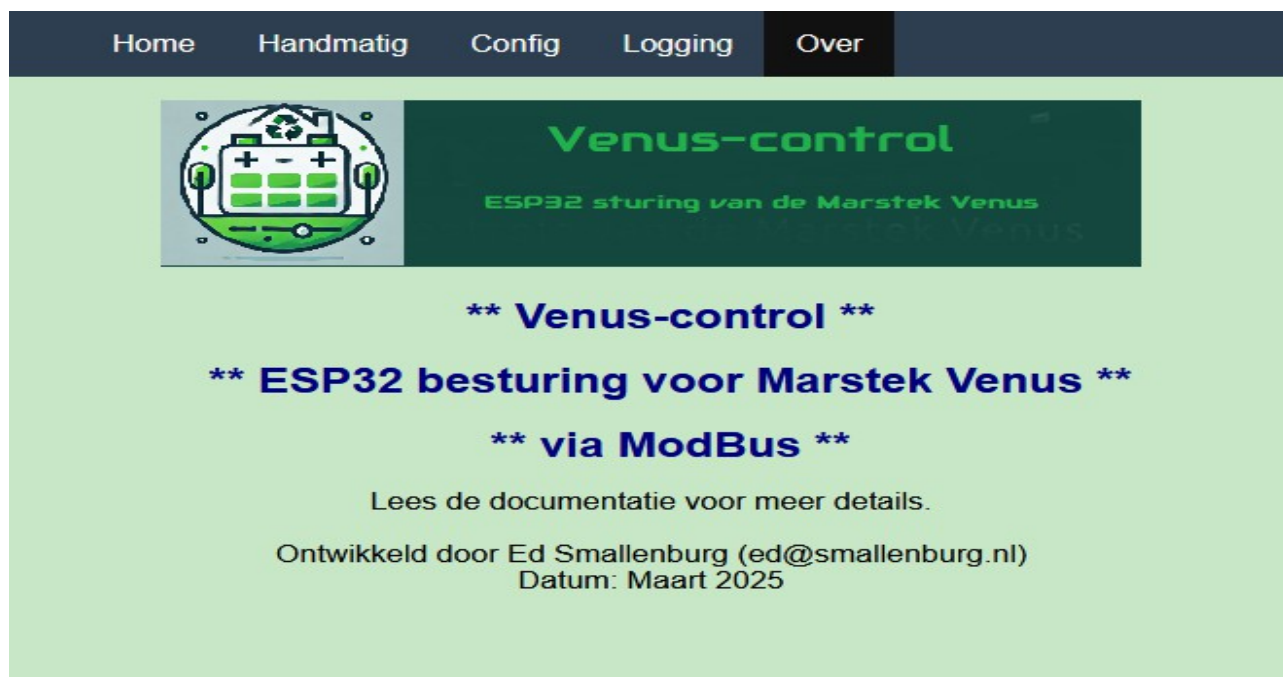 Home Handmatig Config Logging Over
Venus-control
ESP32 sturing van de Marstek Venus
** Venus-control **
** ESP32 besturing voor Marstek Venus **
** via ModBus **
Lees de documentatie voor meer details.
Ontwikkeld door Ed Smallenburg (ed@smallenburg.nl)
Datum: Maart 2025